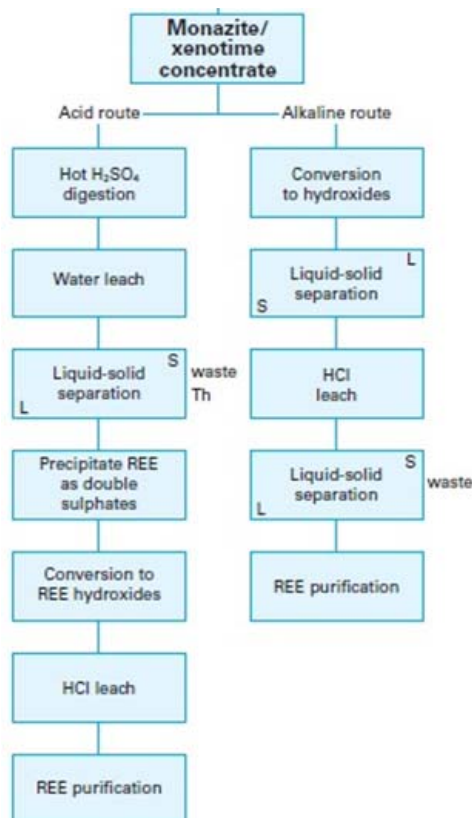 Monazite/
xenotime
concentrate
Acid route
Alkaline route
Hot H₂SO₄
digestion
Water leach
Liquid-solid
separation
S
L
waste
Th
Precipitate REE
as double
sulphates
Conversion to
REE hydroxides
HCl leach
REE purification
Conversion
to hydroxides
Liquid-solid
separation
L
S
HCl
leach
Liquid-solid
separation
S
L
waste
REE purification